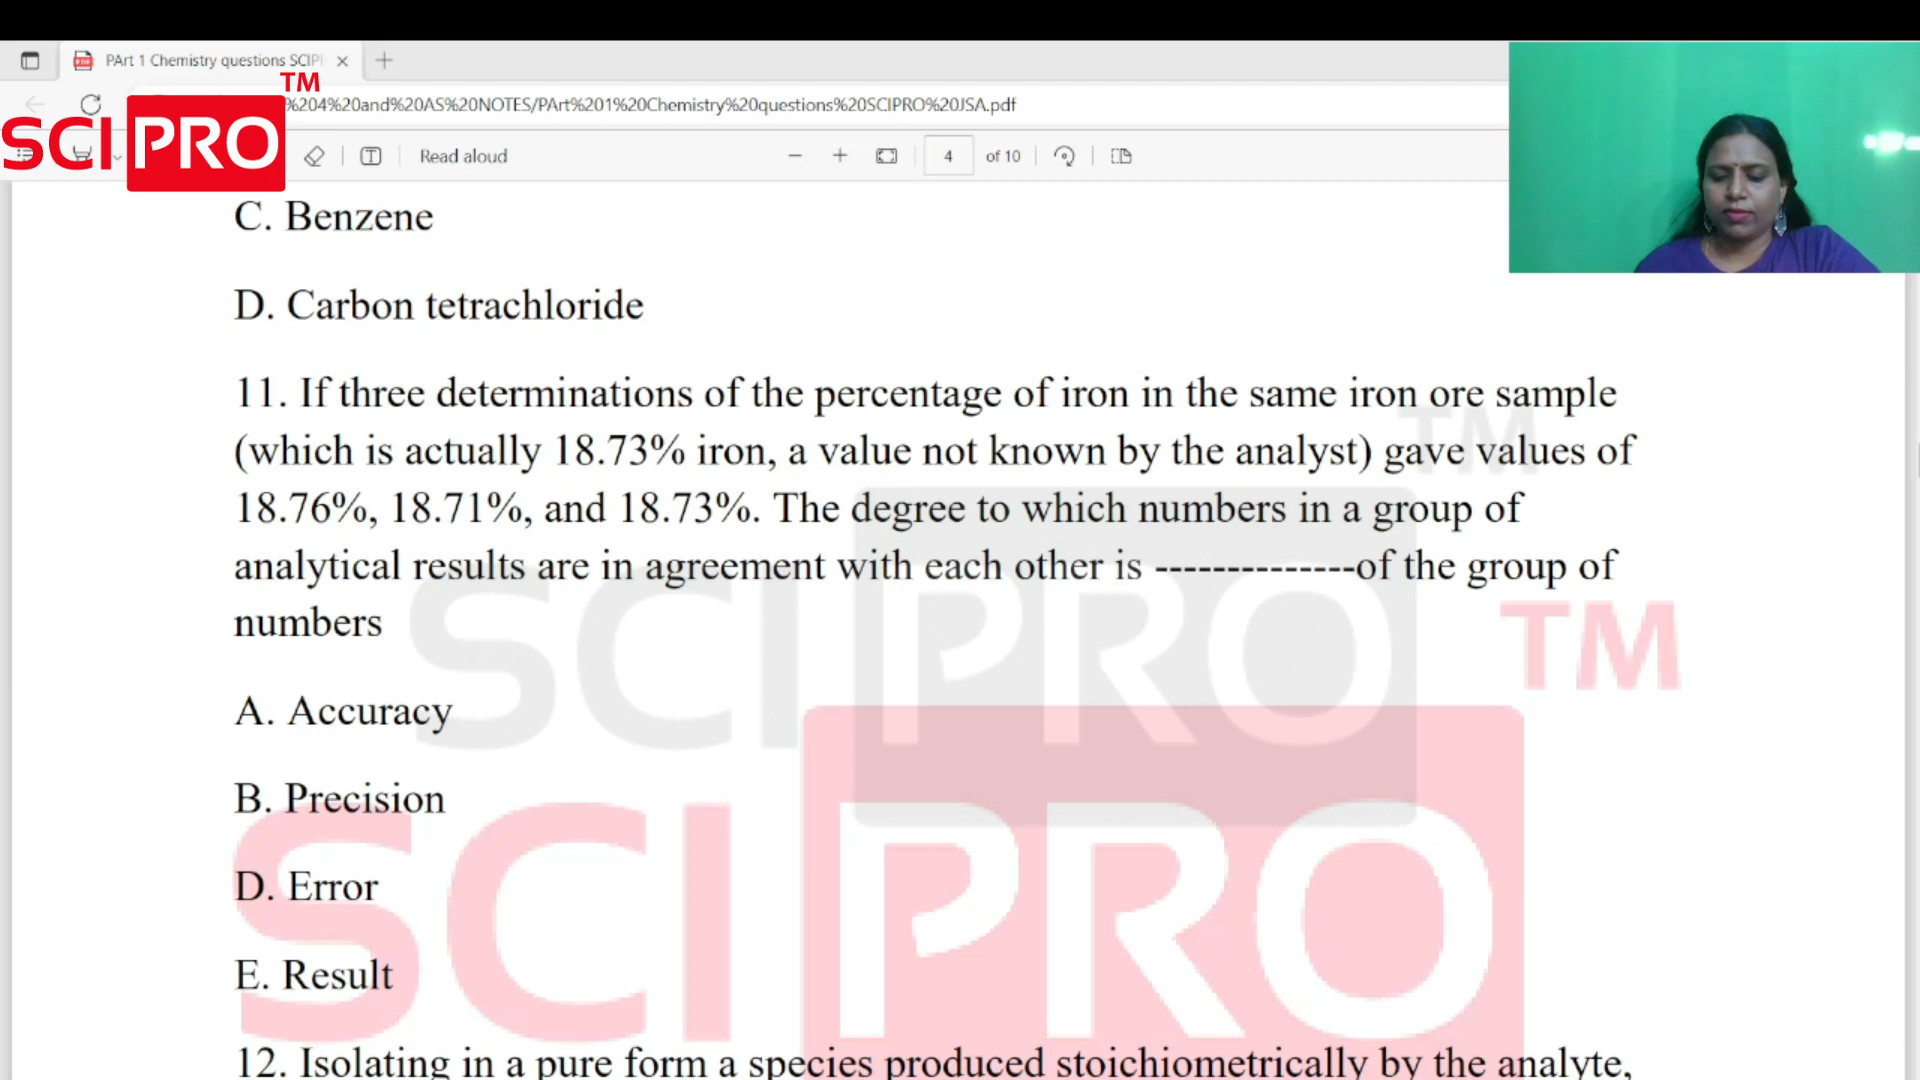 PArt 1 Chemistry questions SCIP
TM
%204%20and%20AS%20NOTES/PArt%201%20Chemistry%20questions%20SCIPRO%20JSA.pdf
SCIPRO
Read aloud
4 of 10
C. Benzene
D. Carbon tetrachloride
11. If three determinations of the percentage of iron in the same iron ore sample
(which is actually 18.73% iron, a value not known by the analyst) gave values of
18.76%, 18.71%, and 18.73%. The degree to which numbers in a group of
analytical results are in agreement with each other is --------------of the group of
numbers
A. Accuracy
B. Precision
D. Error
E. Result
12. Isolating in a pure form a species produced stoichiometrically by the analyte,
TM
SCIPRO
TM
SCIPRO